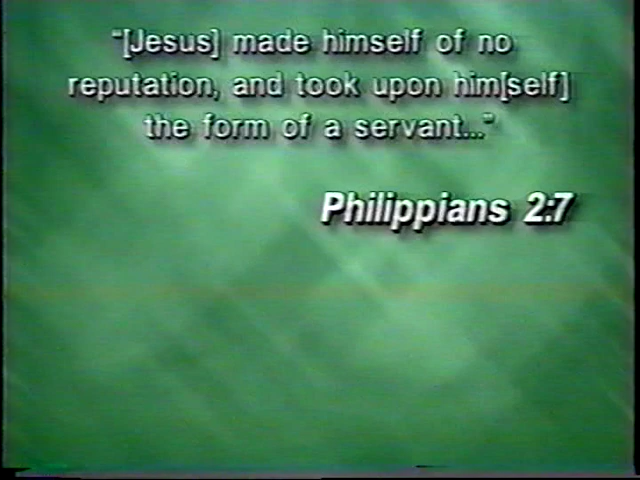 "[Jesus] made himself of no
reputation, and took upon him[self]
the form of a servant..."
Philippians 2:7